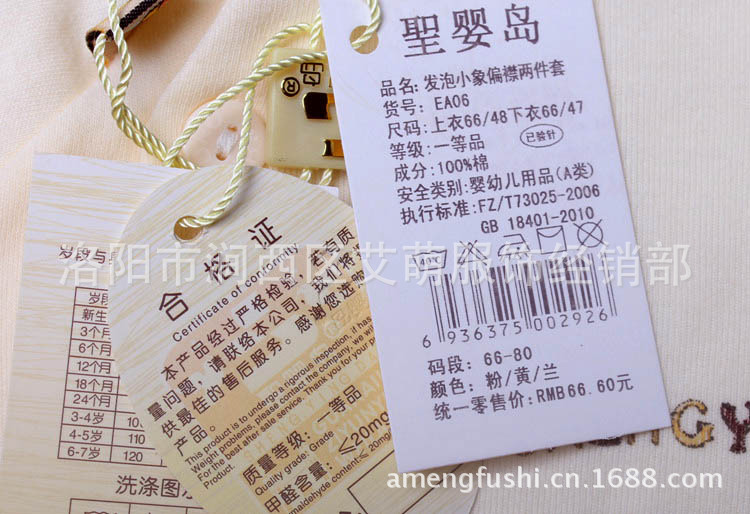 聖婴岛
品名: 发泡小象偏襟两件套
货号: EA06
尺码: 上衣66/48下衣66/47
等级: 一等品
已验针
成分: 100%棉
安全类别: 婴幼儿用品(A类)
执行标准: FZ/T73025-2006
GB 18401-2010
40℃
6 936375 002926
码段: 66-80
颜色: 粉/黄/兰
统一零售价: RMB66.60元
合格证
Certificate of conformity
本产品经过严格检验,若有质
量问题,请联络本公司,我们将提
供最佳的售后服务。感谢您选购
This product is to undergo a rigorous inspection, it has
Weight problems, please contact the company, we will
For the best after sale service. Thank you for your
Product.
质量等级: 一等品
Quality grade: Grade
甲醛含量: ≤20mg
≤20mg
岁段与
岁段
新生
3个月
6个月
12个月
18个月
24个月
3-4岁
4-5岁 110
6-7岁 120
洗涤图
洛阳市涧西区艾萌服饰经销部
amengfushi.cn.1688.com